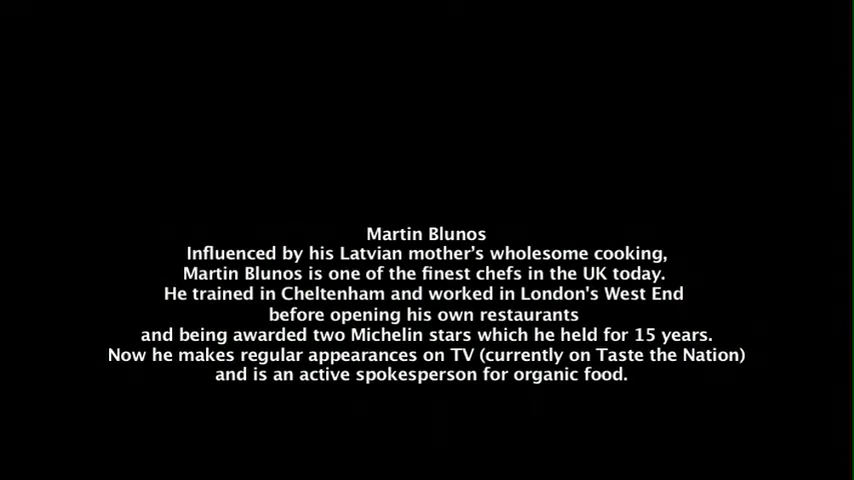 Martin Blunos
Influenced by his Latvian mother’s wholesome cooking,
Martin Blunos is one of the finest chefs in the UK today.
He trained in Cheltenham and worked in London's West End
before opening his own restaurants
and being awarded two Michelin stars which he held for 15 years.
Now he makes regular appearances on TV (currently on Taste the Nation)
and is an active spokesperson for organic food.